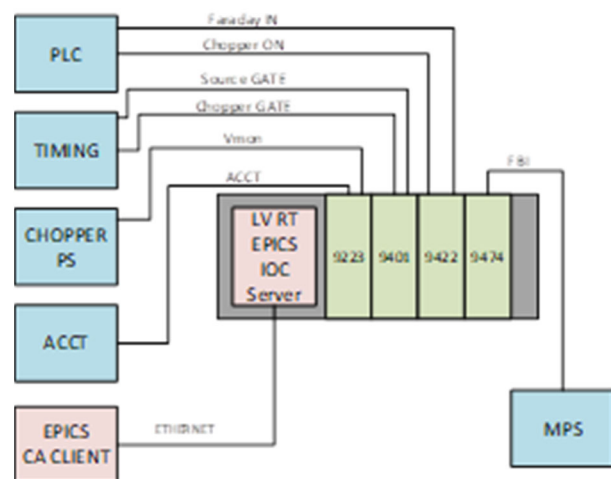 Faraday IN
PLC
Chopper ON
Source GATE
Chopper GATE
TIMING
Vmon
FBI
ACCT
CHOPPER
PS
LV RT
EPICS
IOC
Server
9223
9401
9422
9474
ACCT
EPICS
CA CLIENT
ETHERNET
MPS